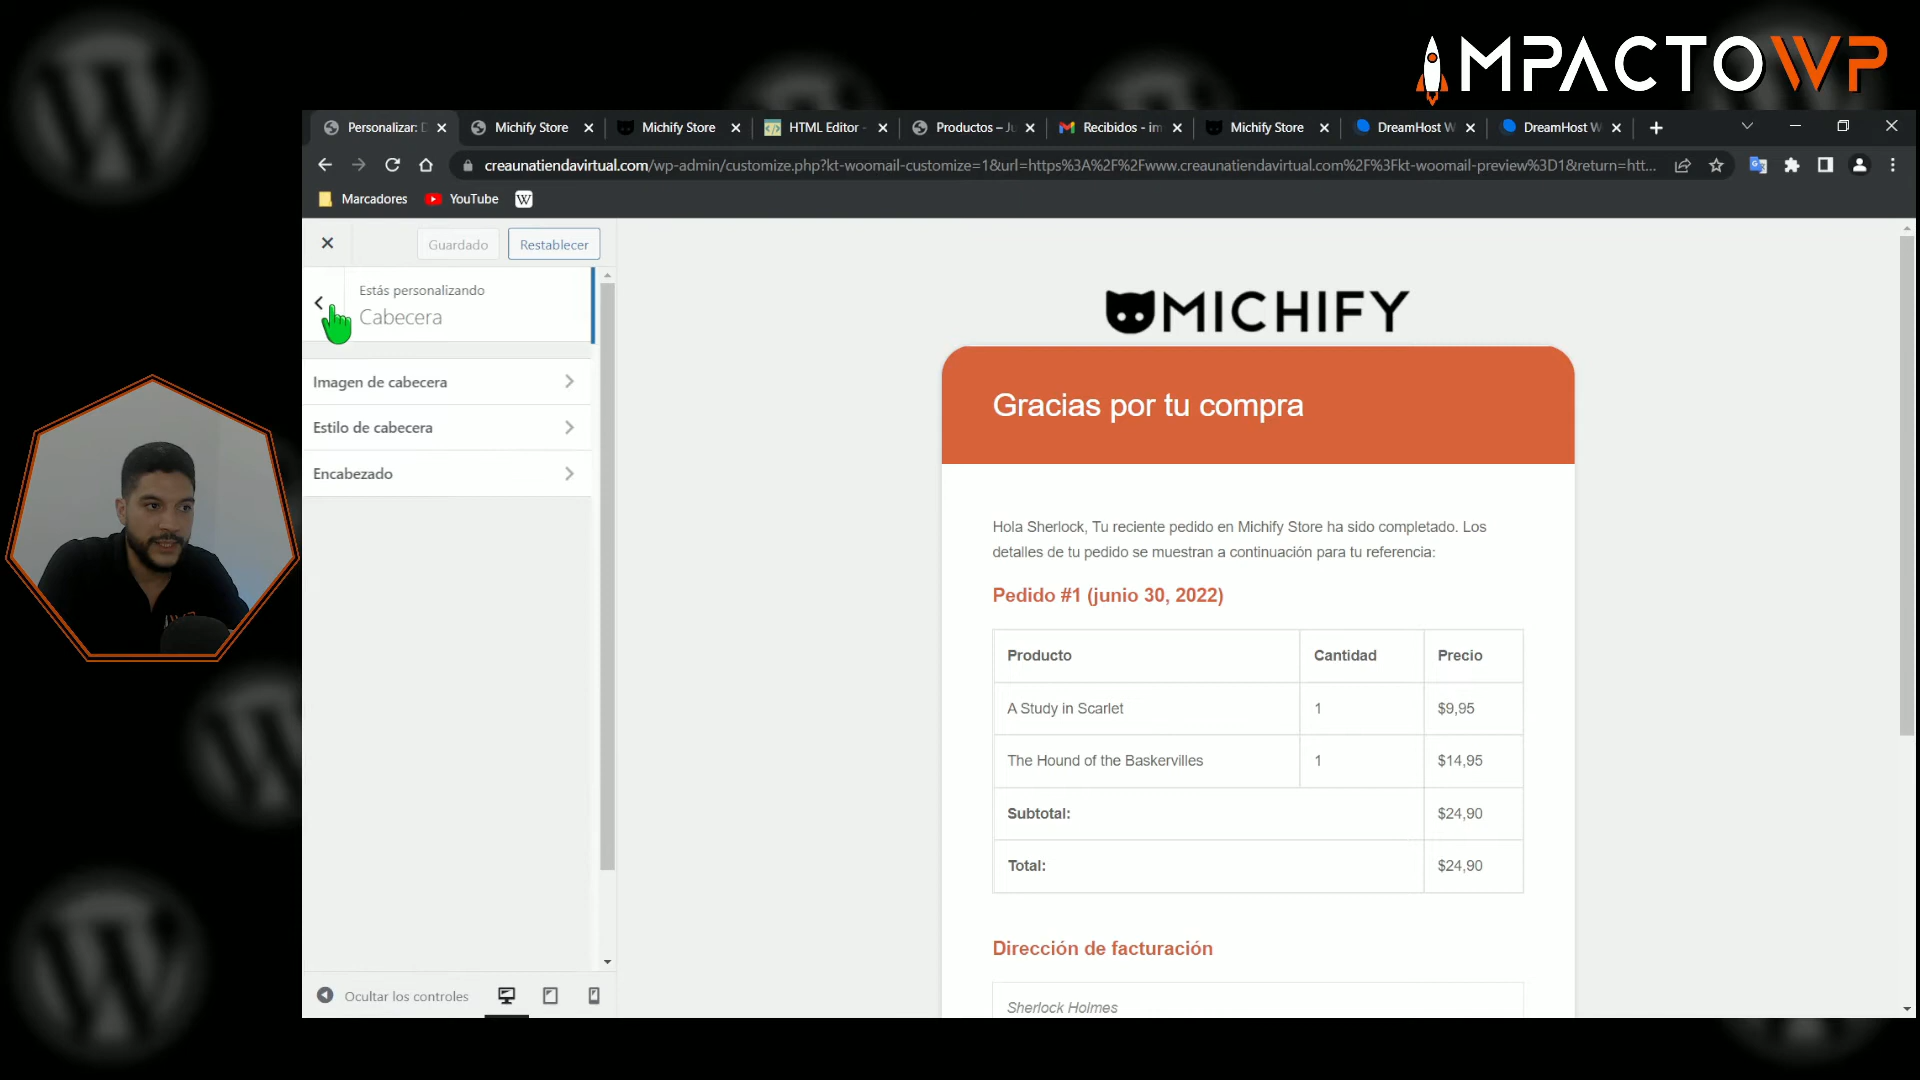 IMPACTOWP
Personalizar: D
Michify Store
Michify Store
HTML Editor -
Productos – Ju
Recibidos - im
Michify Store
DreamHost W
DreamHost W
creaunatiendavirtual.com/wp-admin/customize.php?kt-woomail-customize=1&url=https%3A%2F%2Fwww.creaunatiendavirtual.com%2F%3Fkt-woomail-preview%3D1&return=htt...
Marcadores
YouTube
Guardado
Restablecer
Estás personalizando
Cabecera
Imagen de cabecera
Estilo de cabecera
Encabezado
Ocultar los controles
MICHIFY
Gracias por tu compra
Hola Sherlock, Tu reciente pedido en Michify Store ha sido completado. Los
detalles de tu pedido se muestran a continuación para tu referencia:
Pedido #1 (junio 30, 2022)
Producto Cantidad Precio
A Study in Scarlet 1 $9,95
The Hound of the Baskervilles 1 $14,95
Subtotal: $24,90
Total: $24,90
Dirección de facturación
Sherlock Holmes